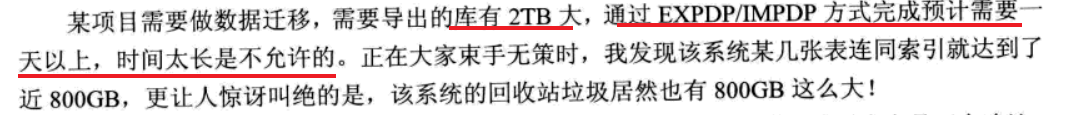 某项目需要做数据迁移，需要导出的库有 2TB 大，通过 EXPDP/IMPDP 方式完成预计需要一
天以上，时间太长是不允许的。正在大家束手无策时，我发现该系统某几张表连同索引就达到了
近 800GB，更让人惊讶叫绝的是，该系统的回收站垃圾居然也有 800GB 这么大！